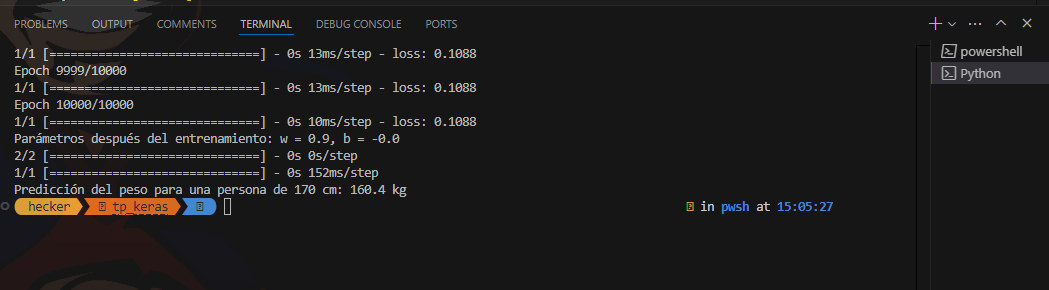 PROBLEMS OUTPUT COMMENTS TERMINAL DEBUG CONSOLE PORTS
1/1 [==============================] - 0s 13ms/step - loss: 0.1088
Epoch 9999/10000
1/1 [==============================] - 0s 13ms/step - loss: 0.1088
Epoch 10000/10000
1/1 [==============================] - 0s 10ms/step - loss: 0.1088
Parámetros después del entrenamiento: w = 0.9, b = -0.0
2/2 [==============================] - 0s 0s/step
1/1 [==============================] - 0s 152ms/step
Predicción del peso para una persona de 170 cm: 160.4 kg
hecker tp_keras in pwsh at 15:05:27
powershell
Python